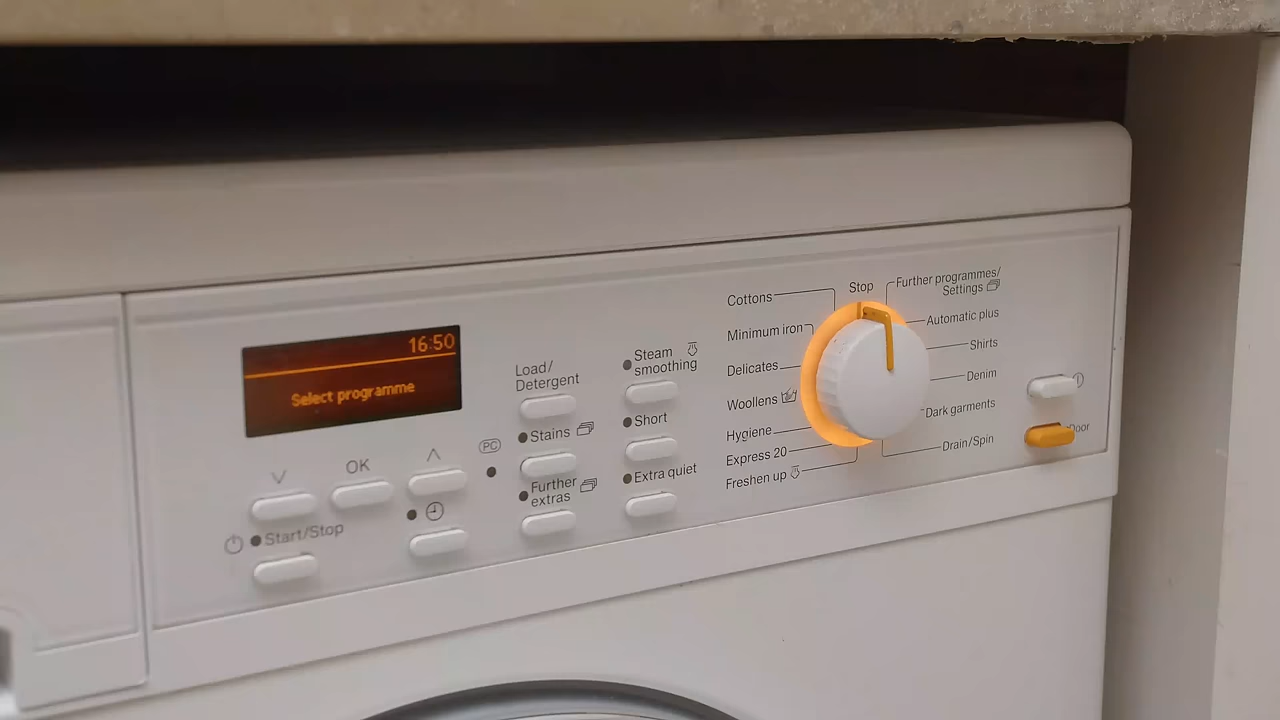 16:50
Select programme
OK
Start/Stop
PC
Load/
Detergent
Stains
Further
extras
Steam
smoothing
Short
Extra quiet
Cottons
Minimum iron
Delicates
Woollens
Hygiene
Express 20
Freshen up
Stop
Further programmes/
Settings
Automatic plus
Shirts
Denim
Dark garments
Drain/Spin
Door